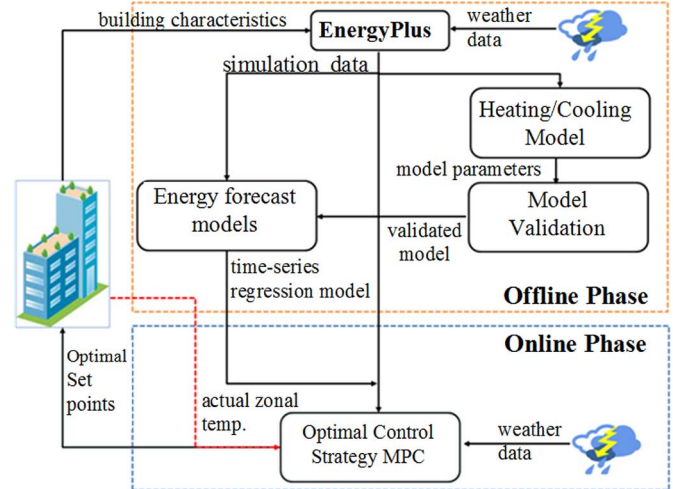 building characteristics
EnergyPlus
weather
data
simulation data
Heating/Cooling
Model
model parameters
Energy forecast
models
Model
Validation
validated
model
time-series
regression model
Offline Phase
Online Phase
Optimal
Set
points
actual zonal
temp.
Optimal Control
Strategy MPC
weather
data